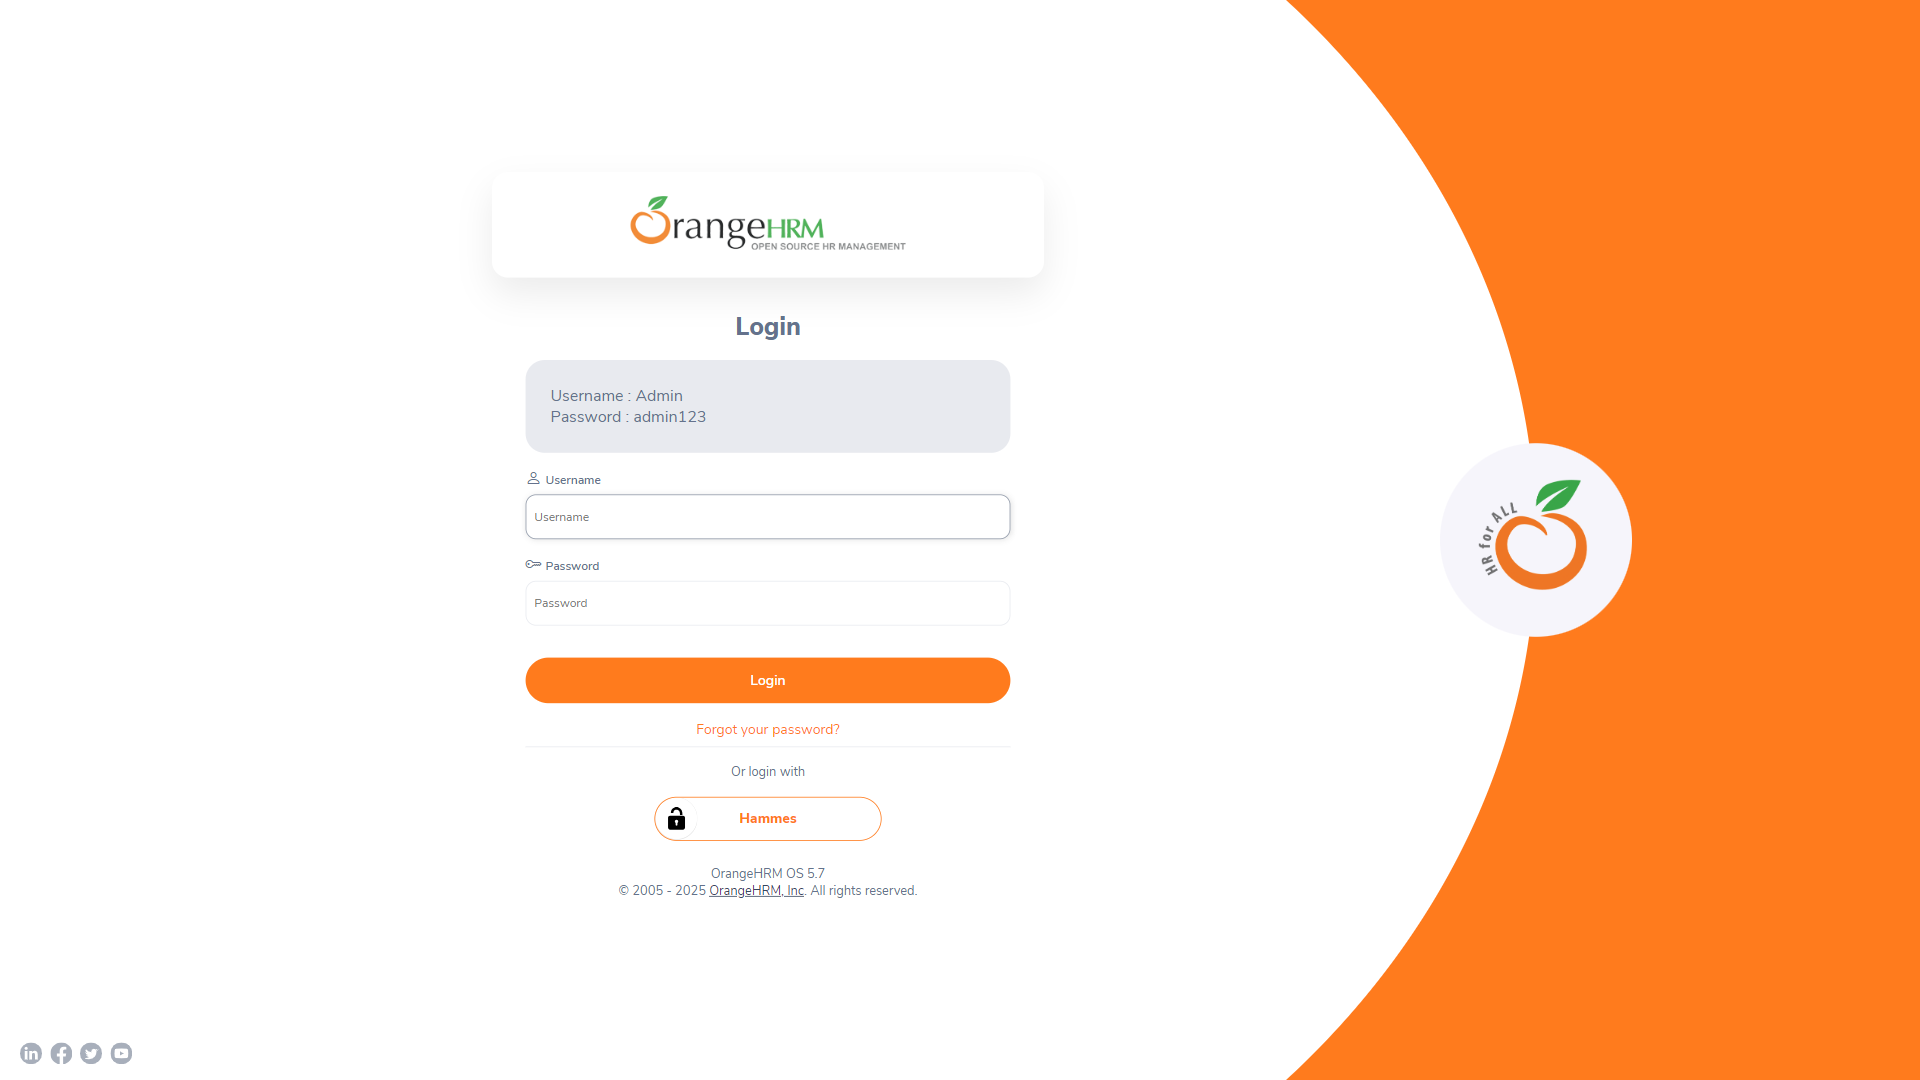 OrangeHRM
OPEN SOURCE HR MANAGEMENT
Login
Username : Admin
Password : admin123
Username
Username
Password
Password
Login
Forgot your password?
Or login with
Hammes
OrangeHRM OS 5.7
© 2005 - 2025 OrangeHRM, Inc. All rights reserved.
HR for ALL
in